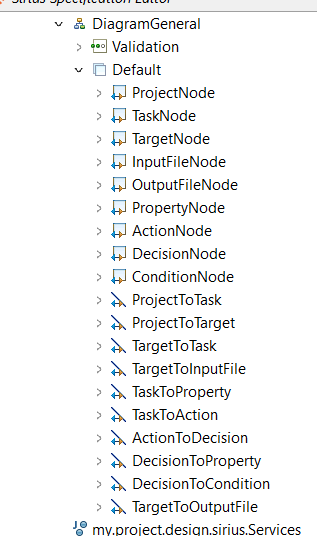 Sirius Specification Editor
DiagramGeneral
Validation
Default
ProjectNode
TaskNode
TargetNode
InputFileNode
OutputFileNode
PropertyNode
ActionNode
DecisionNode
ConditionNode
ProjectToTask
ProjectToTarget
TargetToTask
TargetToInputFile
TaskToProperty
TaskToAction
ActionToDecision
DecisionToProperty
DecisionToCondition
TargetToOutputFile
my.project.design.sirius.Services